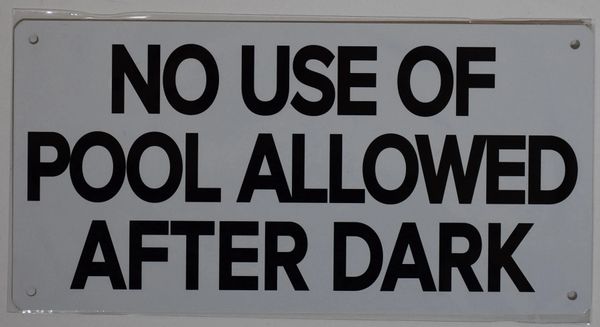 NO USE OF
POOL ALLOWED
AFTER DARK